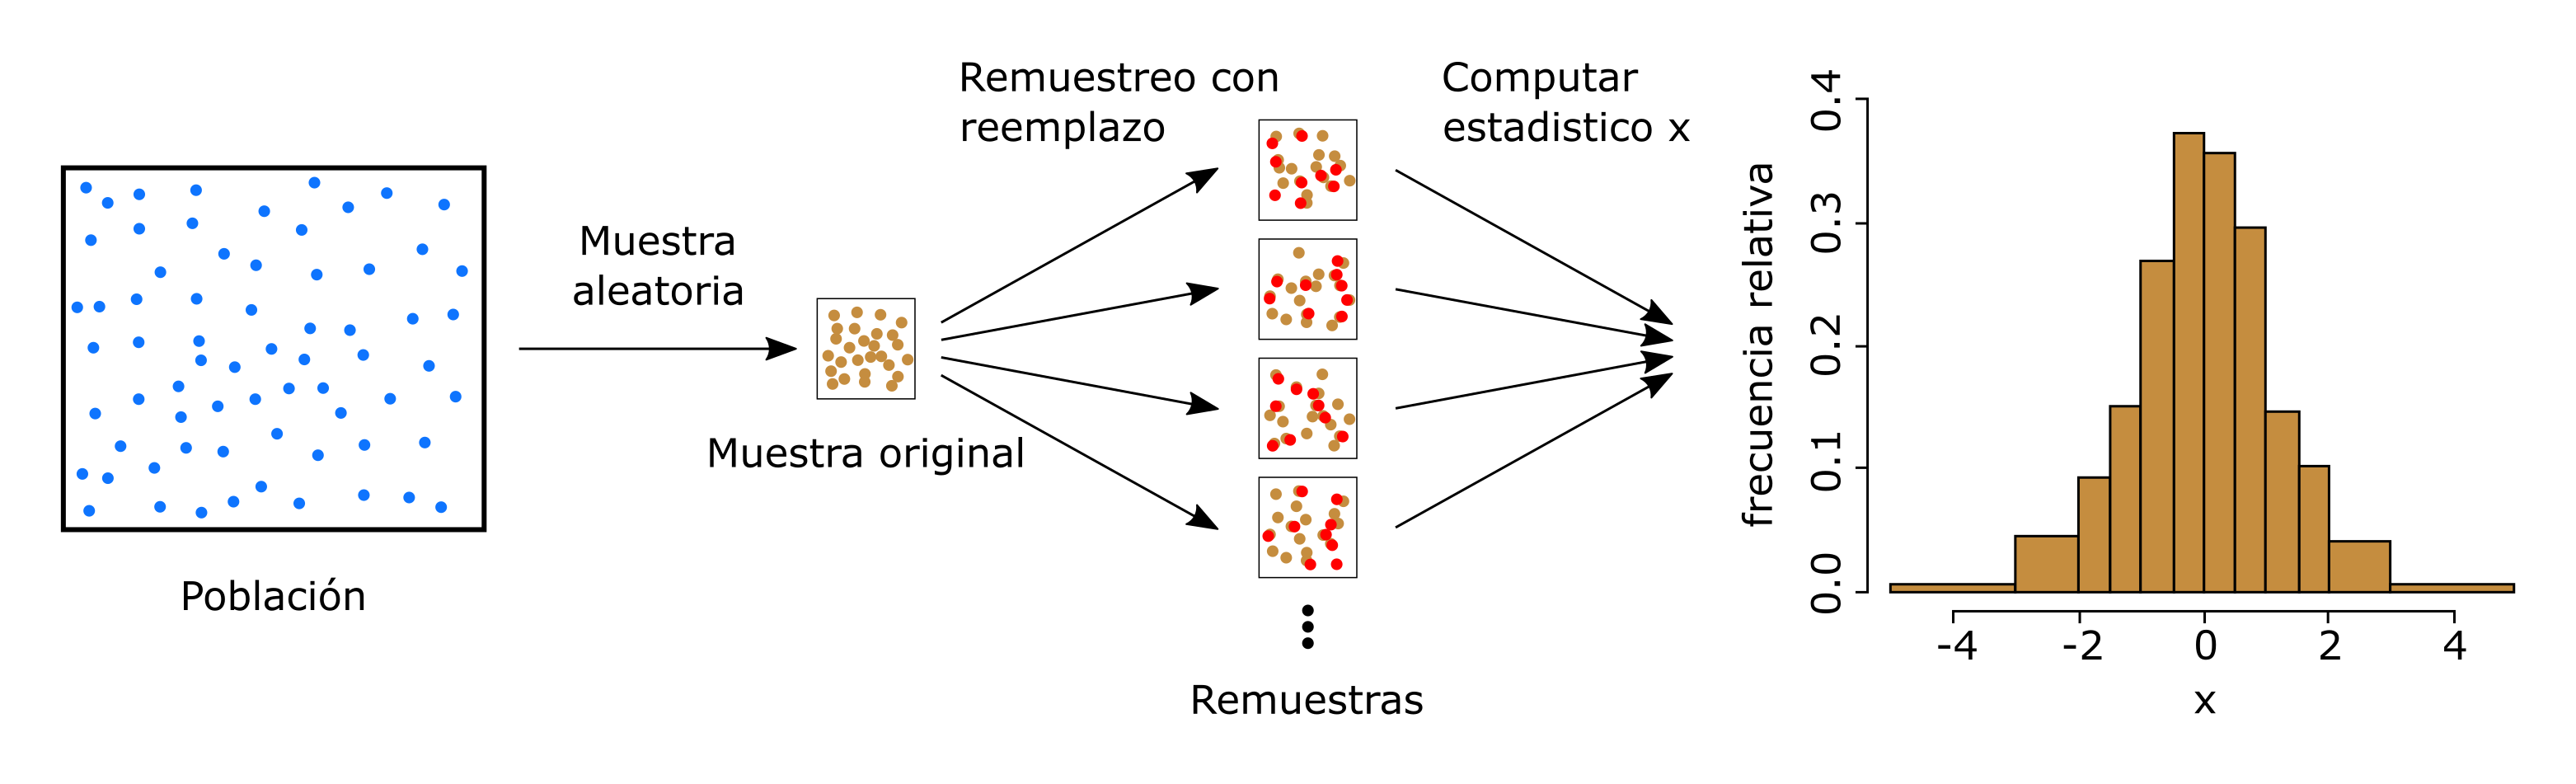 Población
Muestra
aleatoria
Muestra original
Remuestreo con
reemplazo
Remuestras
Computar
estadistico x
frecuencia relativa
0.0 0.1 0.2 0.3 0.4
-4 -2 0 2 4
x